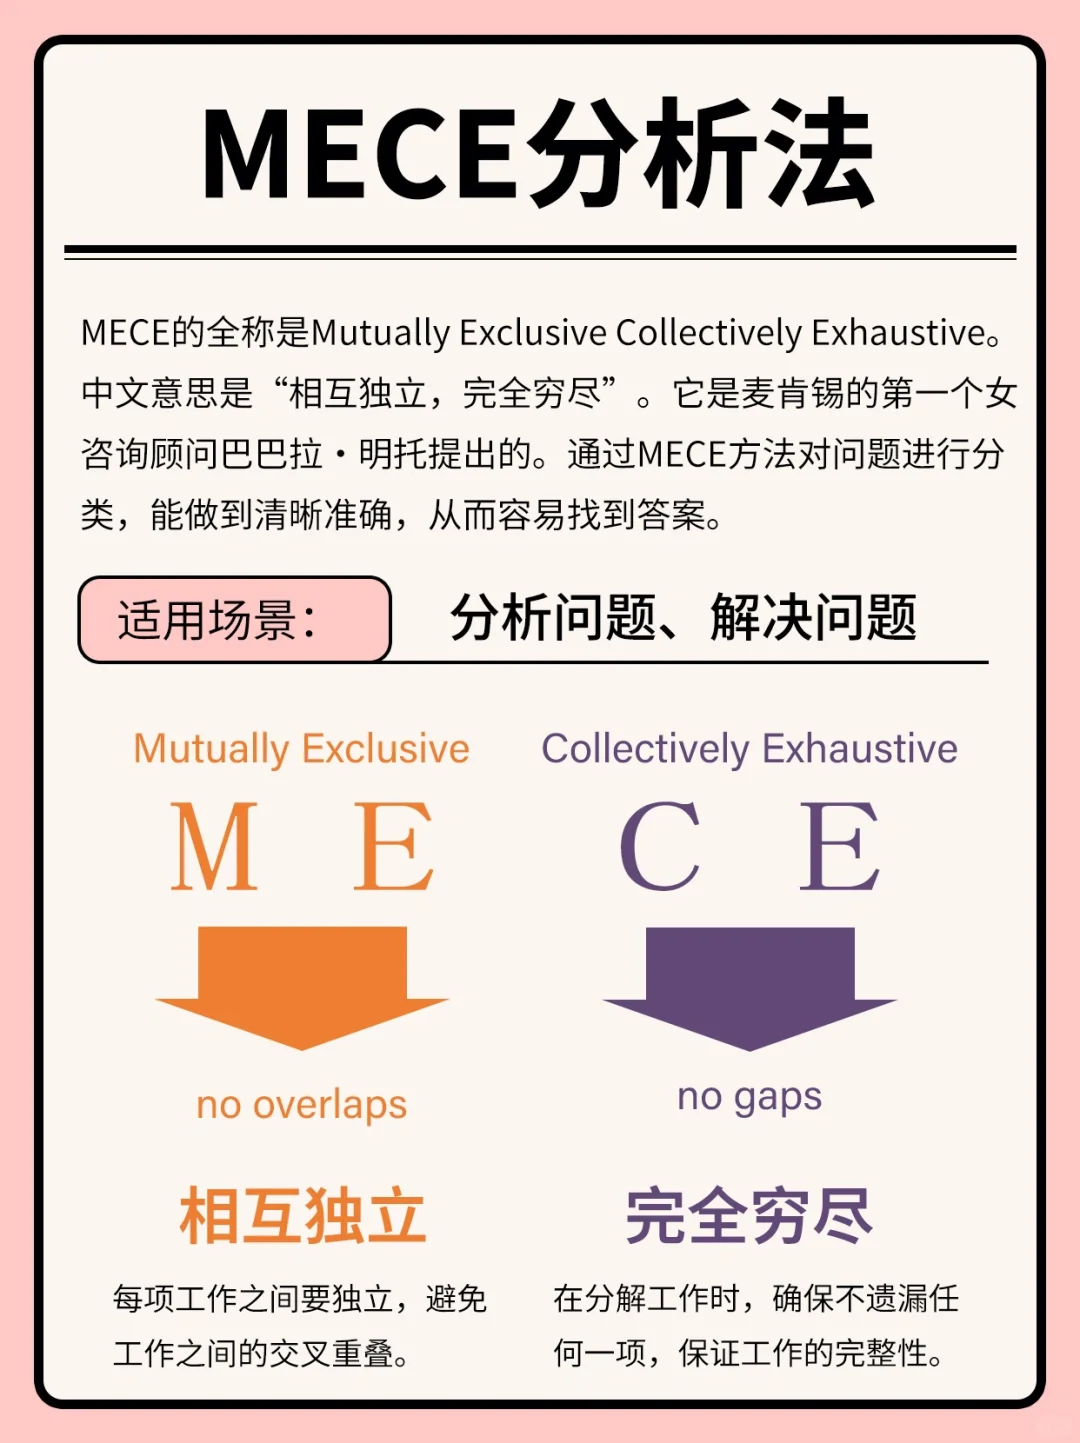 MECE分析法
MECE的全称是Mutually Exclusive Collectively Exhaustive。
中文意思是“相互独立，完全穷尽”。它是麦肯锡的第一个女
咨询顾问巴巴拉·明托提出的。通过MECE方法对问题进行分
类，能做到清晰准确，从而容易找到答案。
适用场景：
分析问题、解决问题
Mutually Exclusive
Collectively Exhaustive
M E
C E
no overlaps
no gaps
相互独立
完全穷尽
每项工作之间要独立，避免
工作之间的交叉重叠。
在分解工作时，确保不遗漏任
何一项，保证工作的完整性。